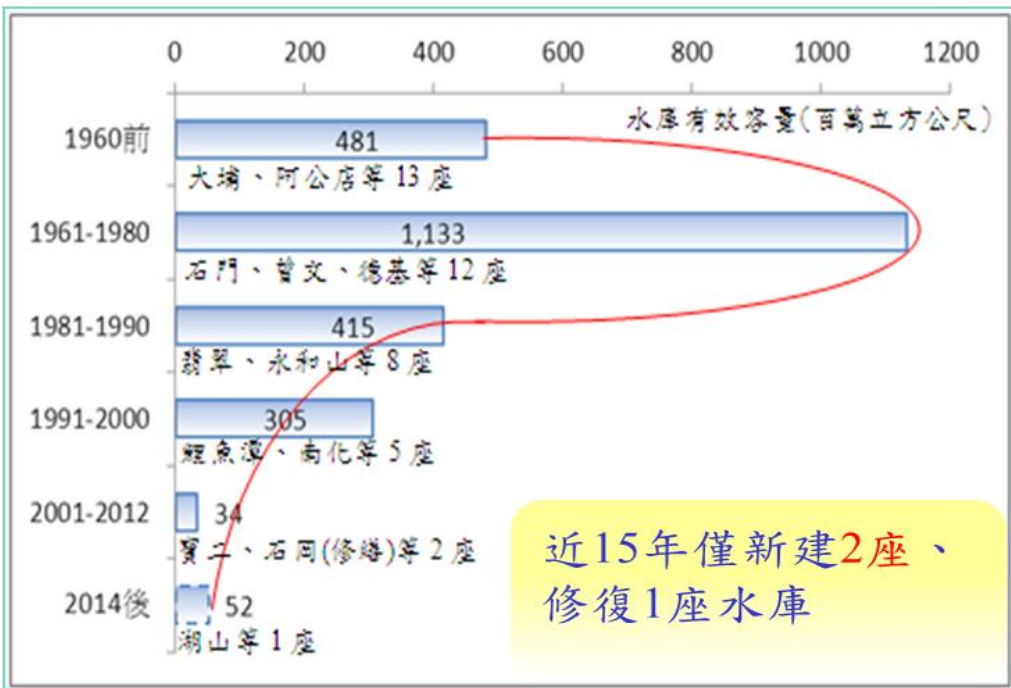 0 200 400 600 800 1000 1200
水庫有效容量(百萬立方公尺)
1960前 481
大埔、阿公店等 13 座
1961-1980 1,133
石門、曾文、德基等 12 座
1981-1990 415
翡翠、永和山等 8 座
1991-2000 305
鯉魚潭、南化等 5 座
2001-2012 34
寶二、石岡(修繕)等 2 座
2014後 52
湖山等 1 座
近15年僅新建2座、
修復1座水庫